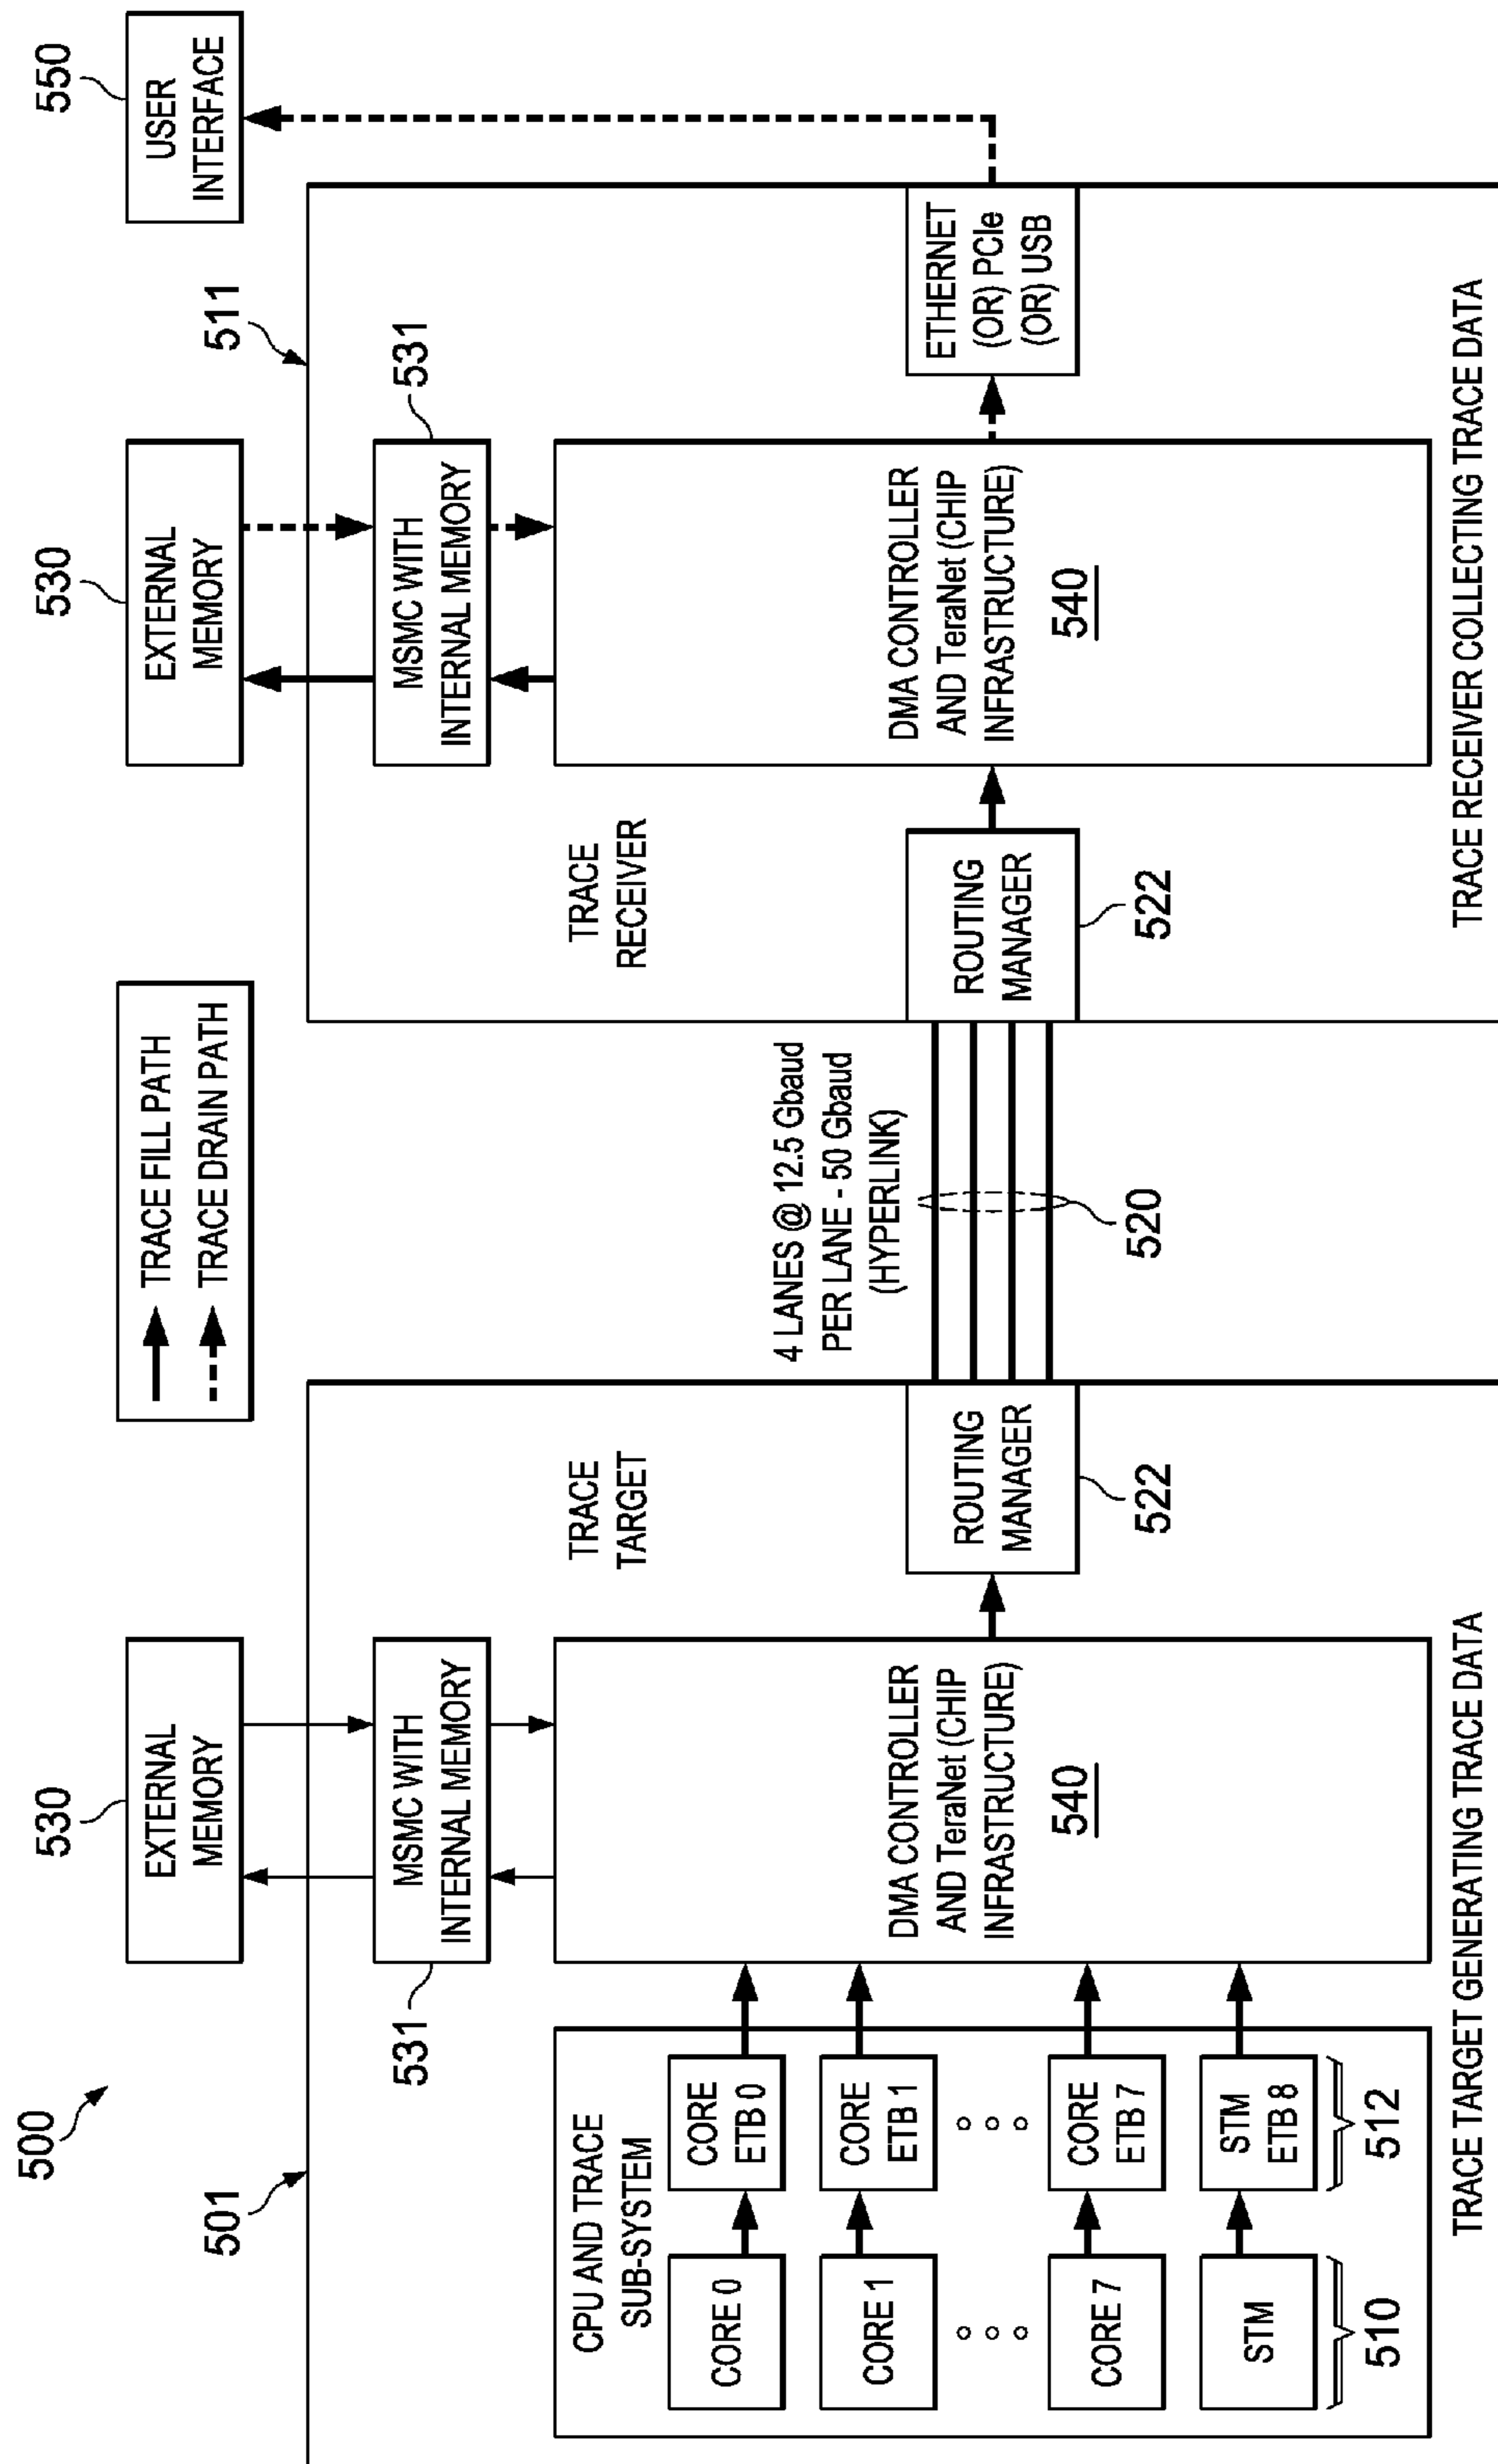 500
501
TRACE FILL PATH
TRACE DRAIN PATH
530
EXTERNAL
MEMORY
531
MSMC WITH
INTERNAL MEMORY
CPU AND TRACE
SUB-SYSTEM
CORE 0
CORE
ETB 0
CORE 1
CORE
ETB 1
CORE 7
CORE
ETB 7
STM
STM
ETB 8
510
512
DMA CONTROLLER
AND TeraNet (CHIP
INFRASTRUCTURE)
540
TRACE
TARGET
ROUTING
MANAGER
522
TRACE TARGET GENERATING TRACE DATA
4 LANES @ 12.5 Gbaud
PER LANE - 50 Gbaud
(HYPERLINK)
520
511
530
EXTERNAL
MEMORY
531
MSMC WITH
INTERNAL MEMORY
TRACE
RECEIVER
ROUTING
MANAGER
522
DMA CONTROLLER
AND TeraNet (CHIP
INFRASTRUCTURE)
540
ETHERNET
(OR) PCIe
(OR) USB
550
USER
INTERFACE
TRACE RECEIVER COLLECTING TRACE DATA